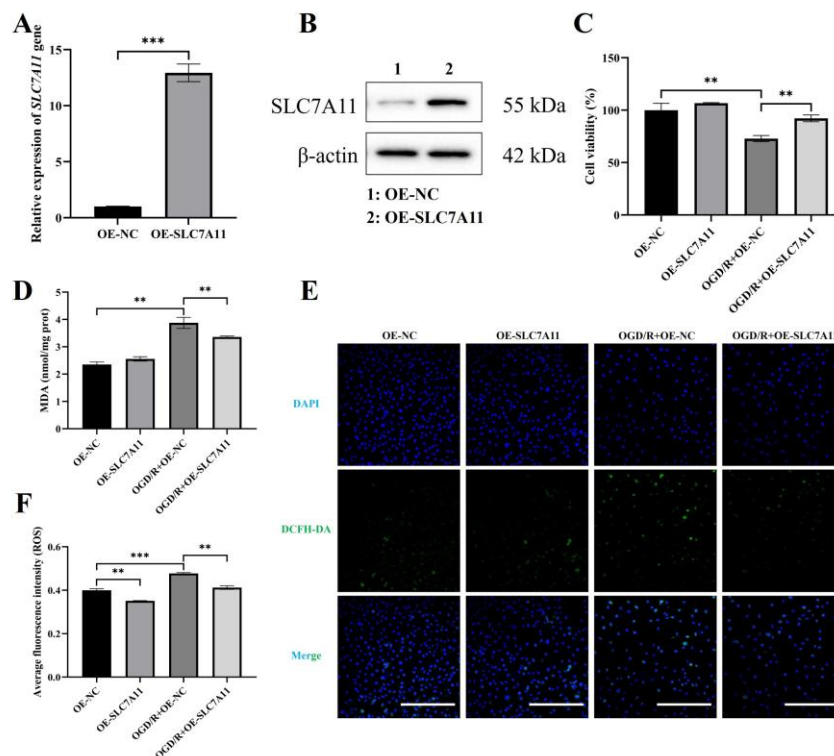 A
Relative expression of SLC7A11 gene
15
10
5
0
***
OE-NC
OE-SLC7A11
B
1
2
SLC7A11
55 kDa
β-actin
42 kDa
1: OE-NC
2: OE-SLC7A11
C
Cell viability (%)
150
100
50
0
**
**
OE-NC
OE-SLC7A11
OGD/R+OE-NC
OGD/R+OE-SLC7A11
D
MDA (nmol/mg prot)
5
4
3
2
1
0
**
**
OE-NC
OE-SLC7A11
OGD/R+OE-NC
OGD/R+OE-SLC7A11
E
OE-NC
OE-SLC7A11
OGD/R+OE-NC
OGD/R+OE-SLC7A11
DAPI
DCFH-DA
Merge
F
Average fluorescence intensity (ROS)
0.6
0.4
0.2
0.0
***
**
**
OE-NC
OE-SLC7A11
OGD/R+OE-NC
OGD/R+OE-SLC7A11